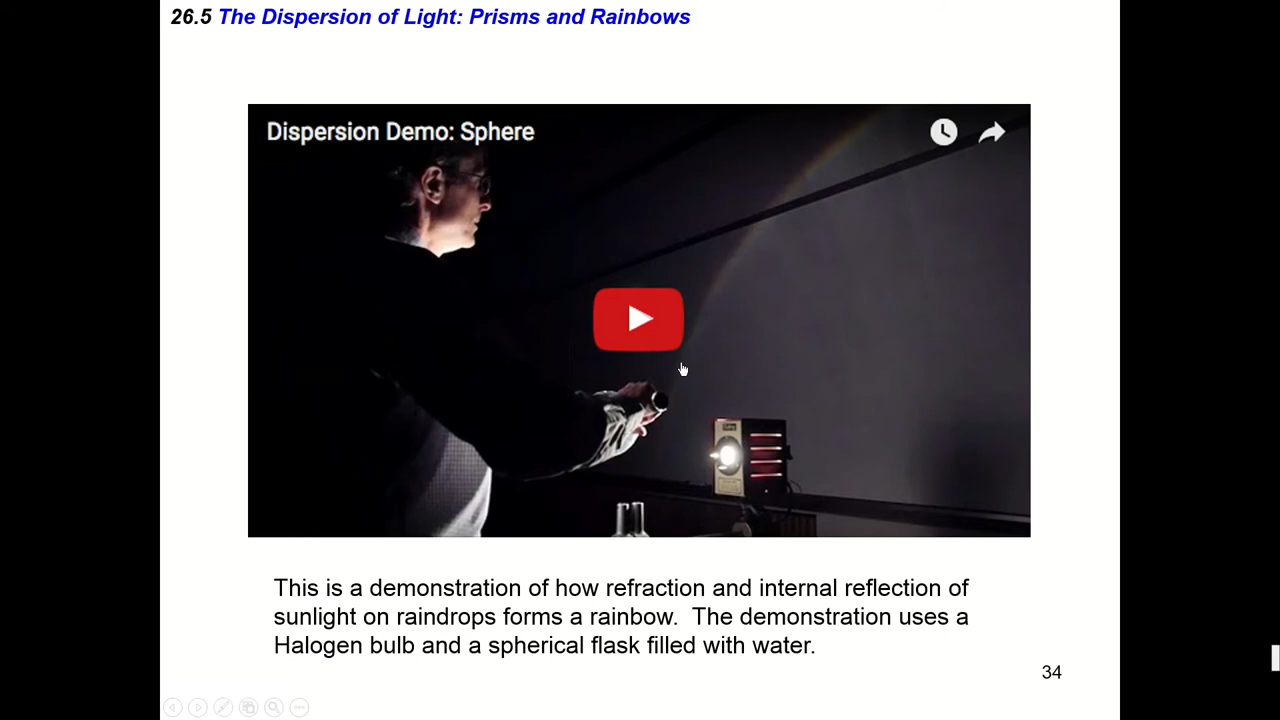 26.5 The Dispersion of Light: Prisms and Rainbows
Dispersion Demo: Sphere
This is a demonstration of how refraction and internal reflection of
sunlight on raindrops forms a rainbow.  The demonstration uses a
Halogen bulb and a spherical flask filled with water.
34